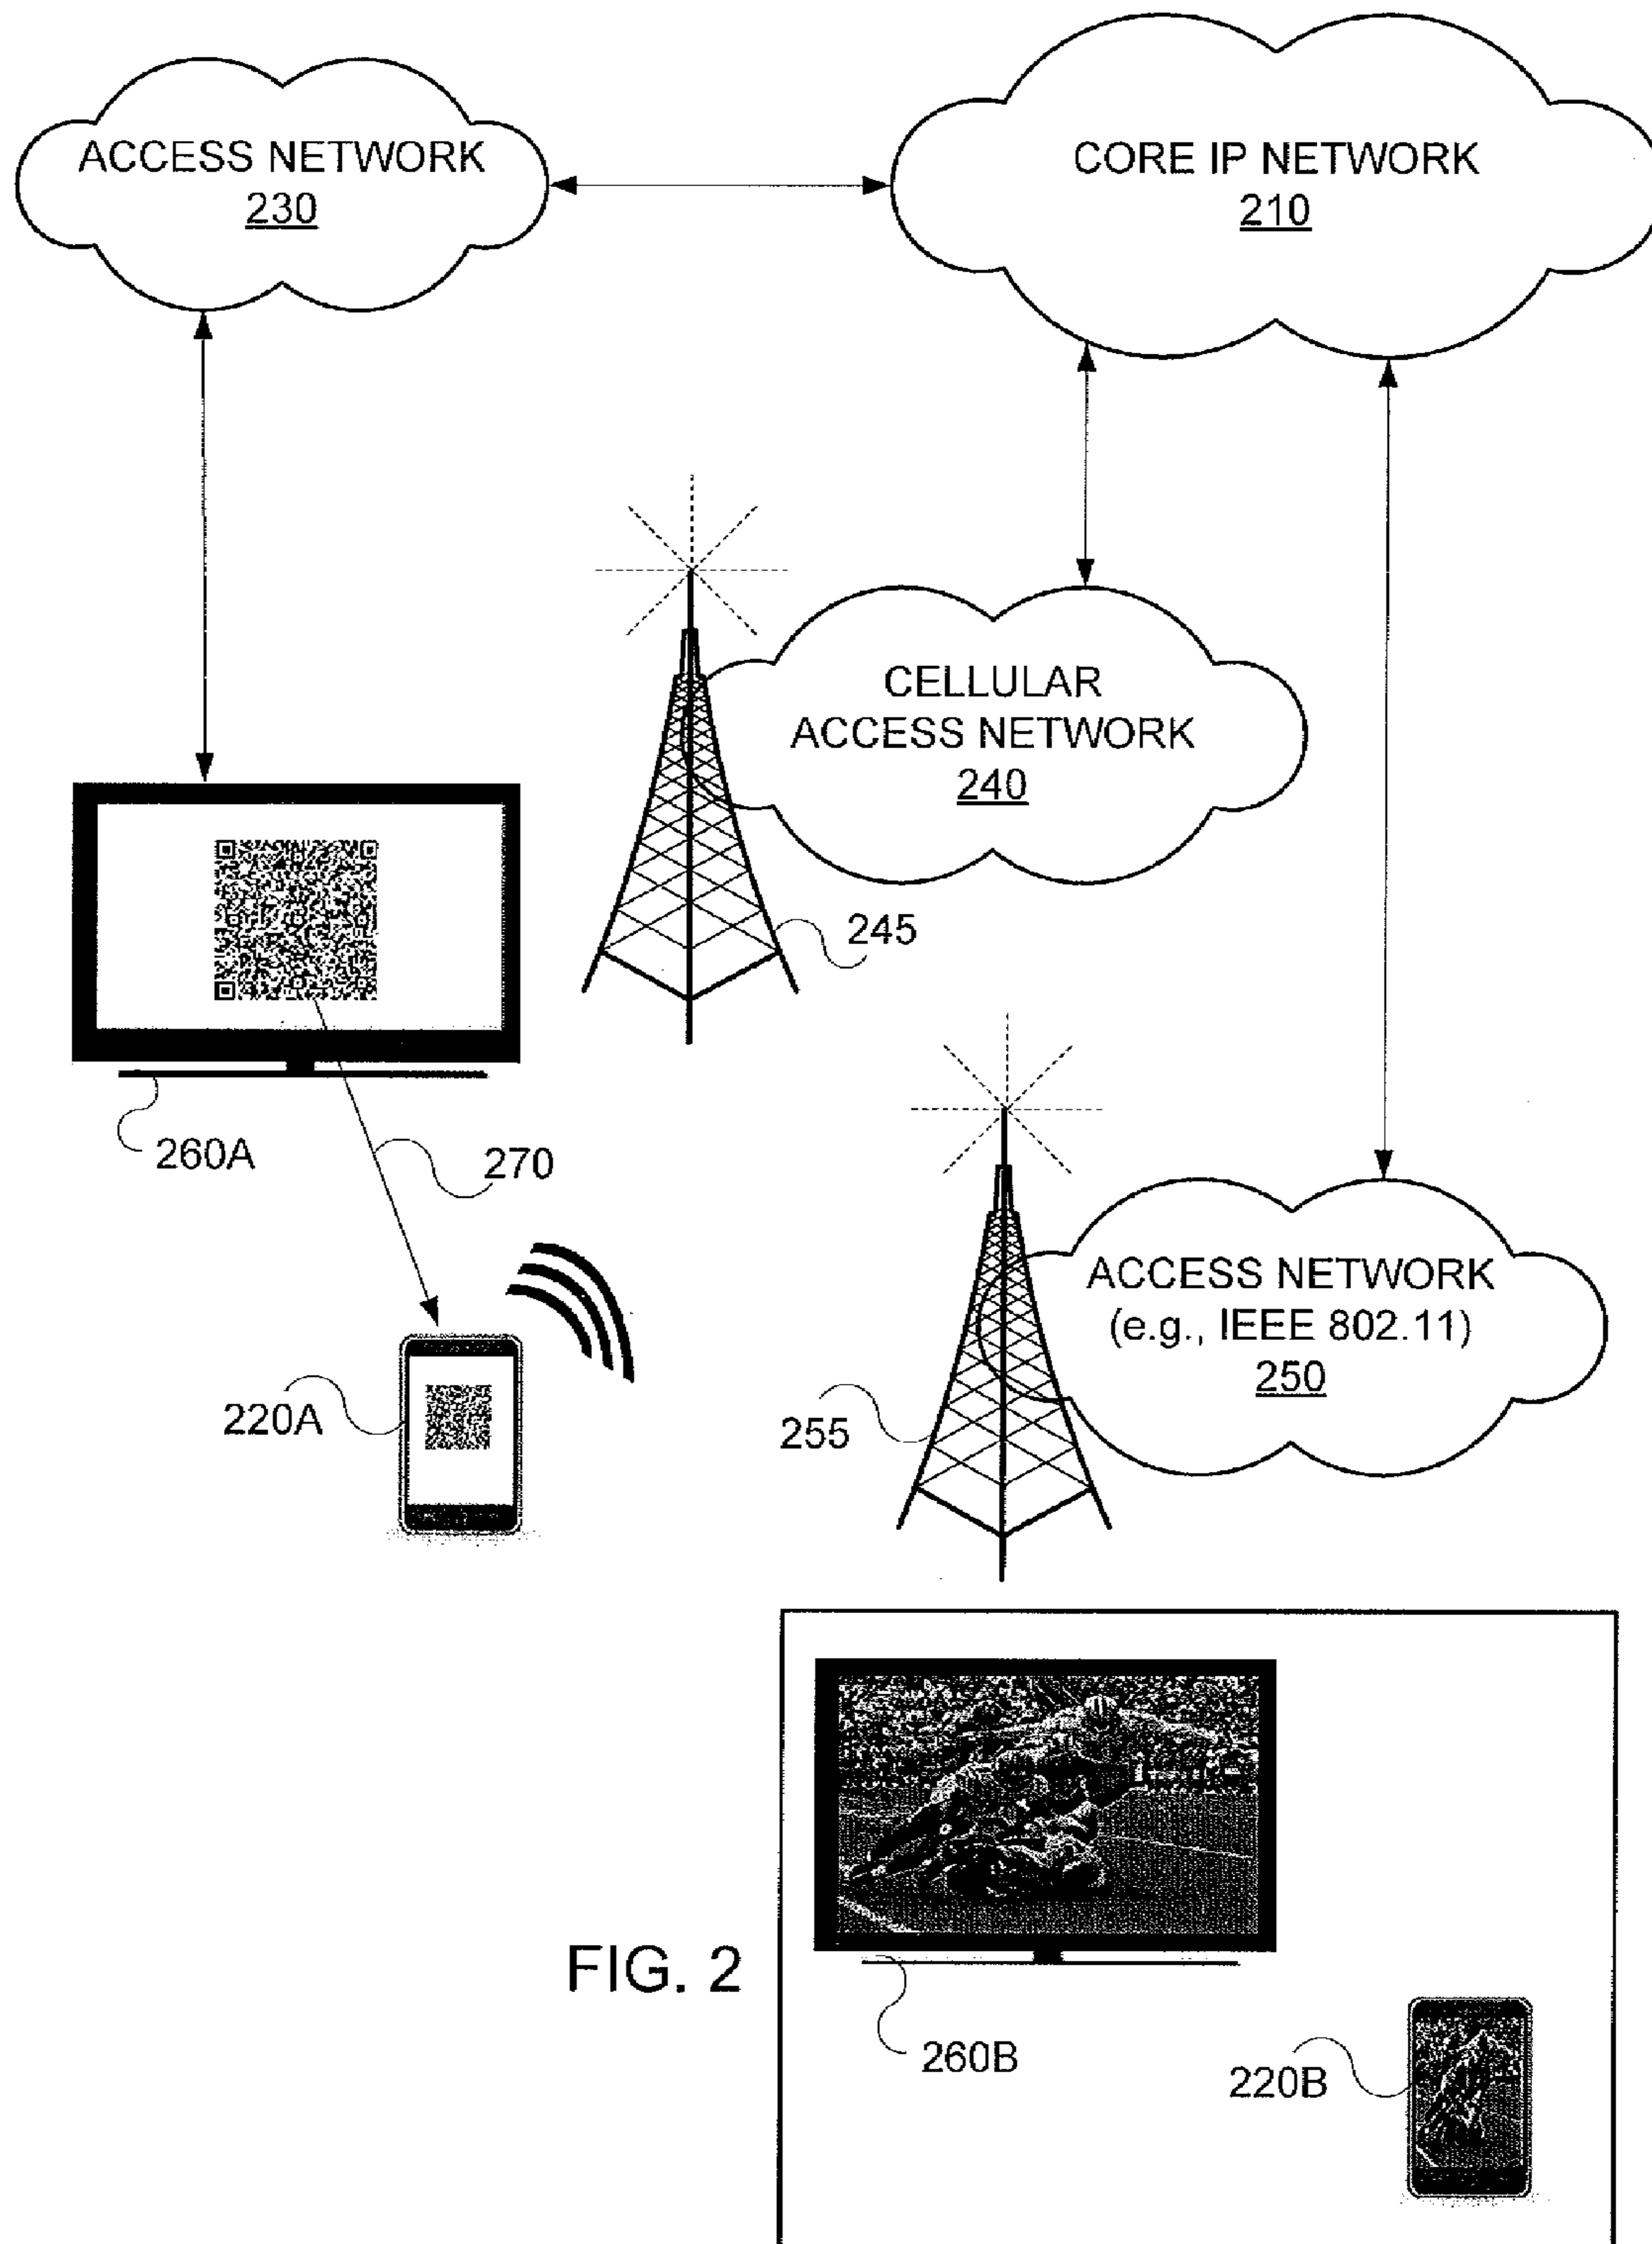 ACCESS NETWORK
230
CORE IP NETWORK
210
CELLULAR
ACCESS NETWORK
240
245
260A
270
ACCESS NETWORK
(e.g., IEEE 802.11)
250
220A
255
FIG. 2
260B
220B